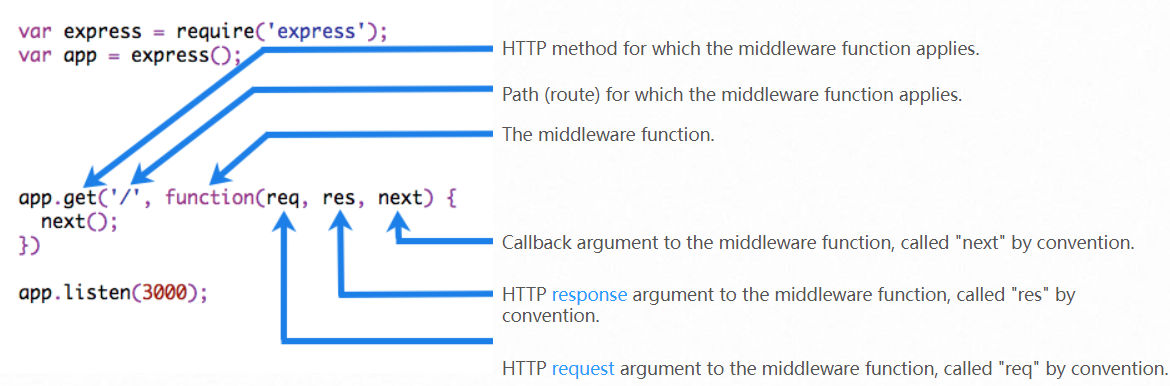 var express = require('express');
var app = express();
HTTP method for which the middleware function applies.
Path (route) for which the middleware function applies.
The middleware function.
app.get('/', function(req, res, next) {
next();
})
app.listen(3000);
Callback argument to the middleware function, called "next" by convention.
HTTP response argument to the middleware function, called "res" by
convention.
HTTP request argument to the middleware function, called "req" by convention.